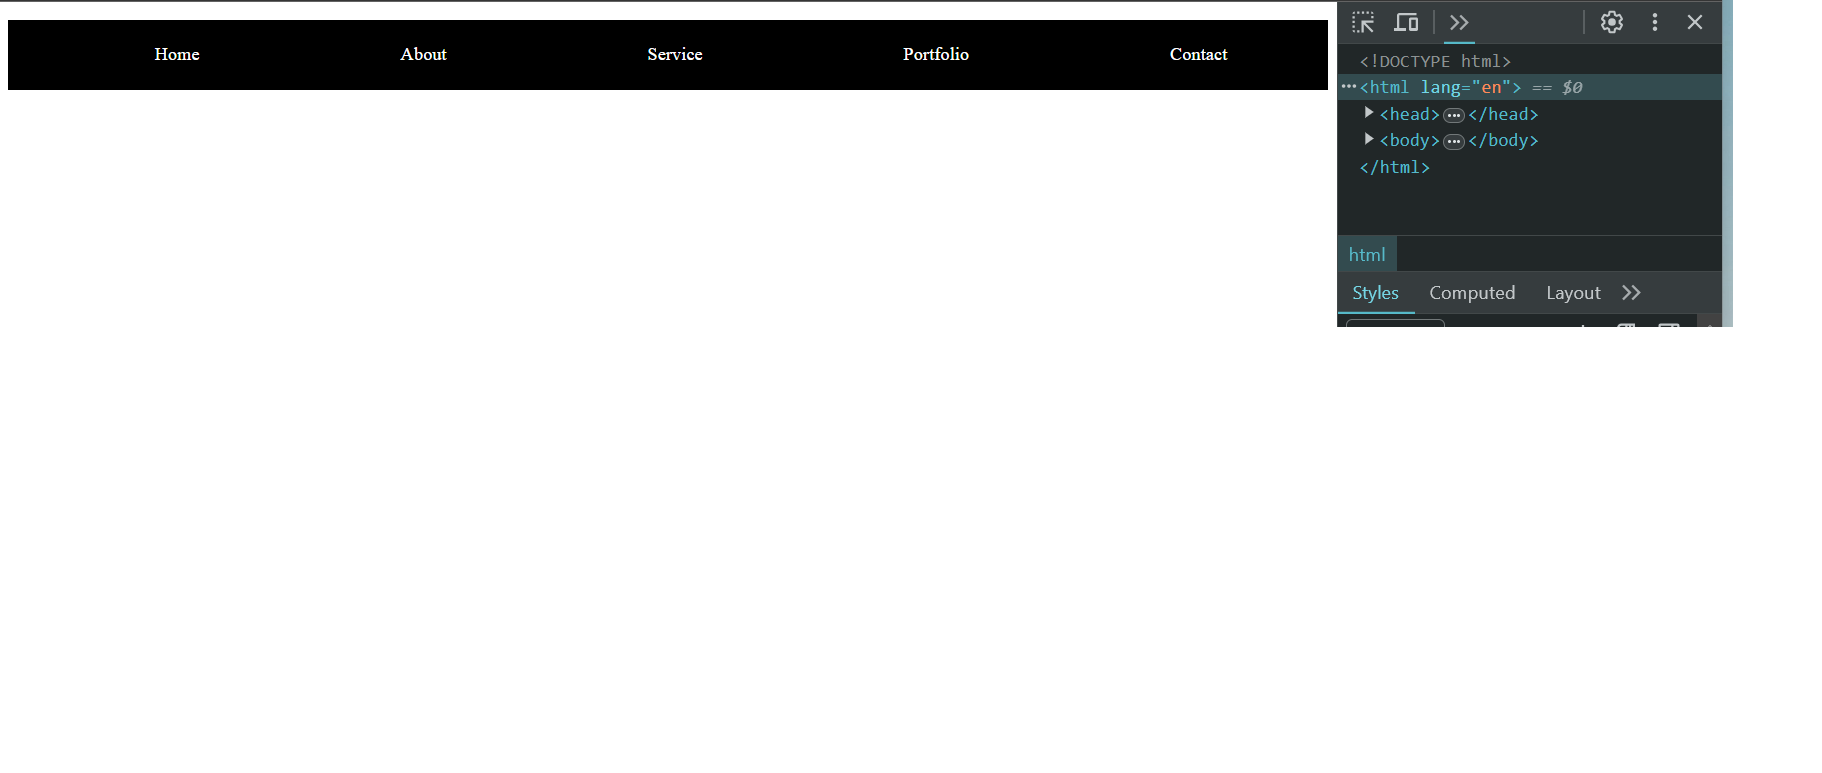 Home About Service Portfolio Contact
<!DOCTYPE html>
<html lang="en"> == $0
<head>…</head>
<body>…</body>
</html>
html
Styles Computed Layout